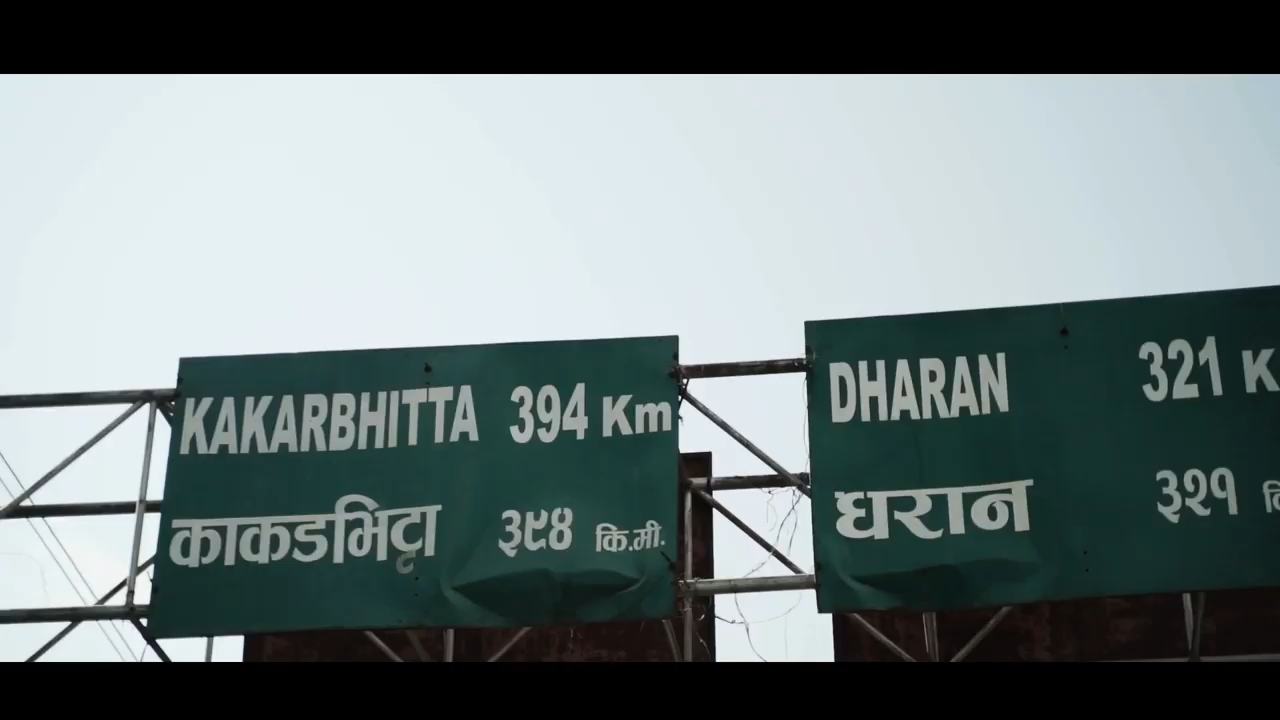 KAKARBHITTA 394 Km
काकडभिट्टा ३९४ कि.मी.
DHARAN 321 K
धरान ३२१ कि